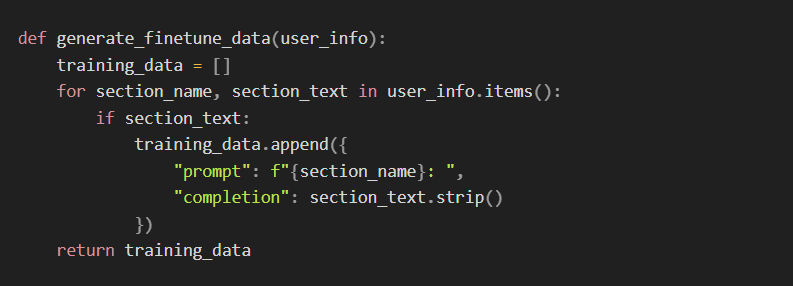 def generate_finetune_data(user_info):
    training_data = []
    for section_name, section_text in user_info.items():
        if section_text:
            training_data.append({
                "prompt": f"{section_name}: ",
                "completion": section_text.strip()
            })
    return training_data